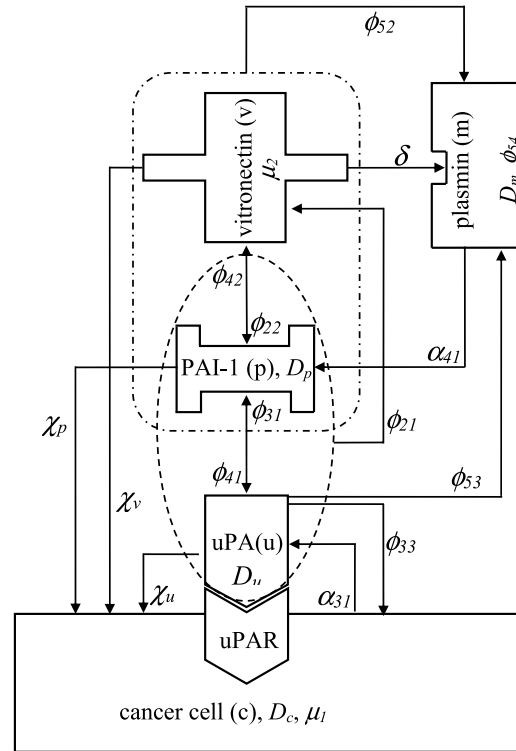 ϕ52
vitronectin (v)
μ2
δ
plasmin (m)
Dm, ϕ54
ϕ42
ϕ22
PAI-1 (p), Dp
α41
ϕ31
ϕ21
χp
ϕ41
ϕ53
χv
uPA(u)
Du
ϕ33
χu
α31
uPAR
cancer cell (c), Dc, μ1